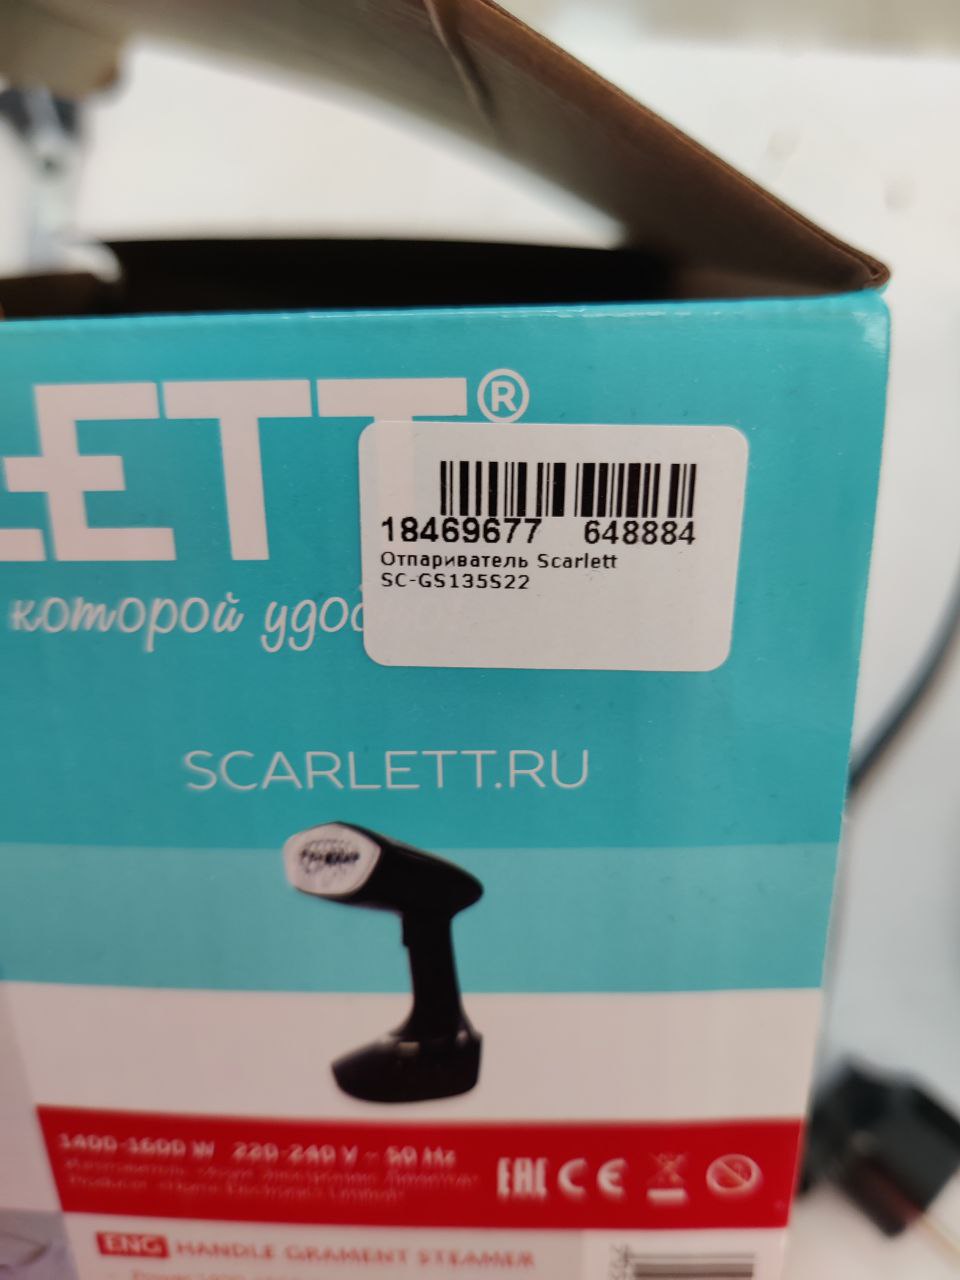 LETT®
18469677 648884
Отпариватель Scarlett
SC-GS135S22
которой удоб
SCARLETT.RU
1400-1600 W 220-240 V ~ 50 Hz
EAC CE
ENG HANDLE GRAMENT STEAMER